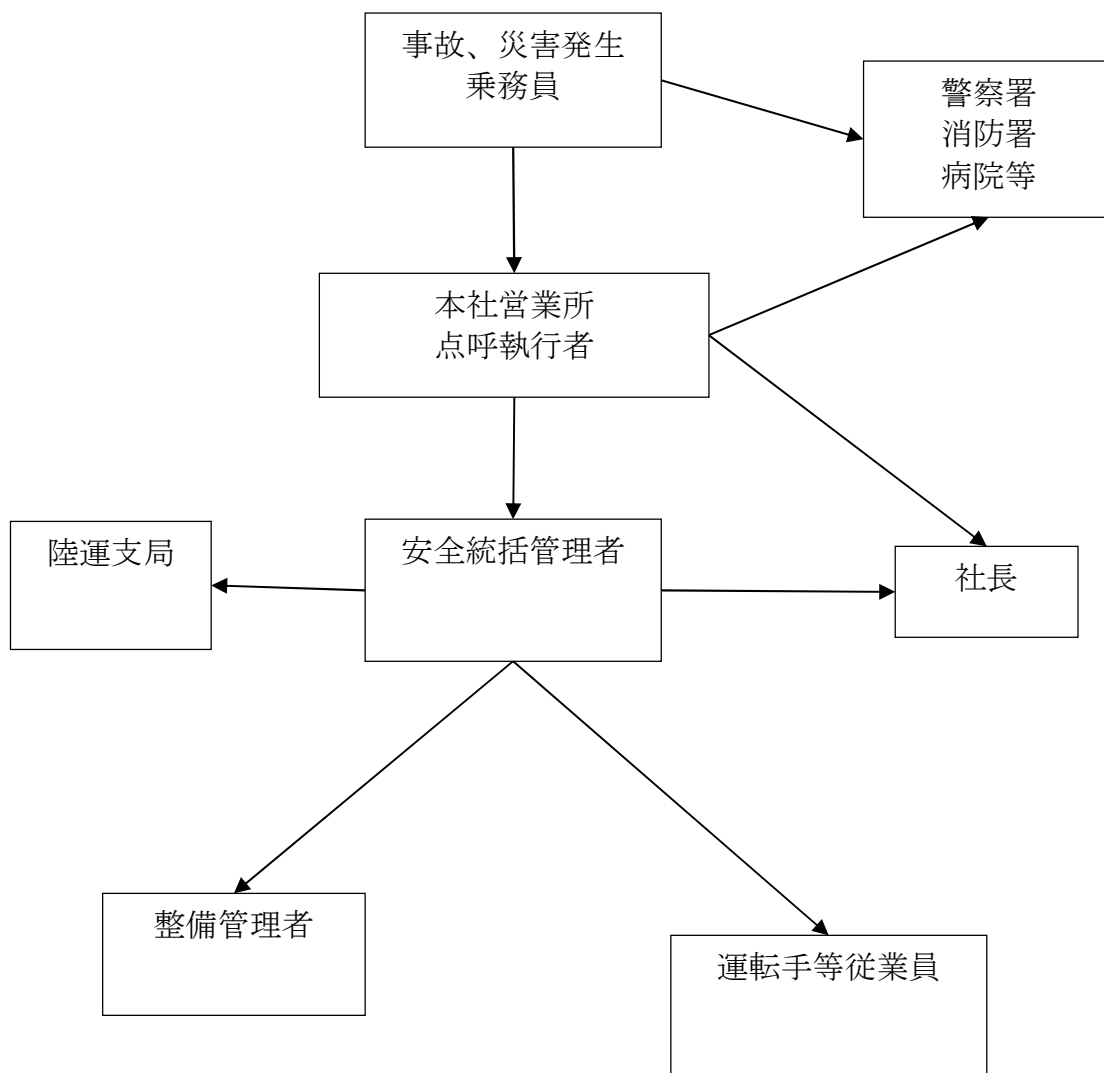 事故、災害発生
乗務員
警察署
消防署
病院等
本社営業所
点呼執行者
陸運支局
安全統括管理者
社長
整備管理者
運転手等従業員